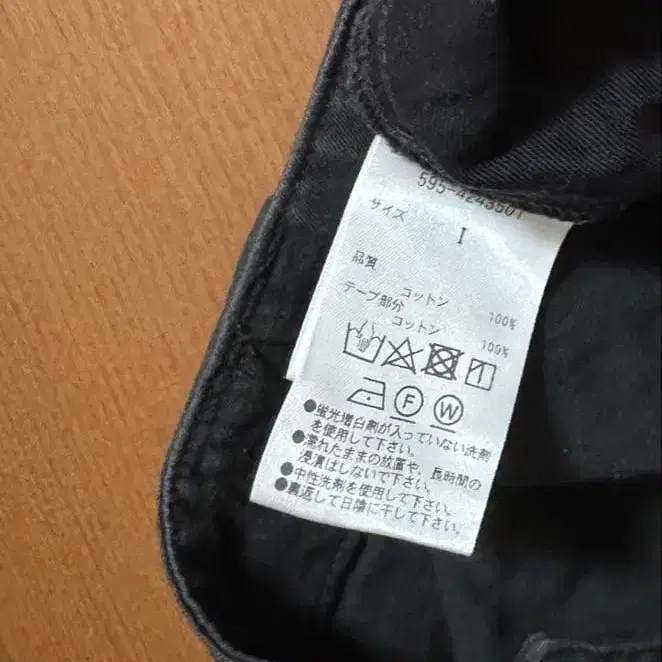 595-4243501
サイズ
I
品質
コットン 100%
テープ部分
コットン 100%
F W
●蛍光増白剤が入っていない洗剤
を使用して下さい。
●濡れたままの放置や、長時間の
浸漬はしないで下さい。
●中性洗剤を使用して下さい。
●裏返して日陰に干して下さい。